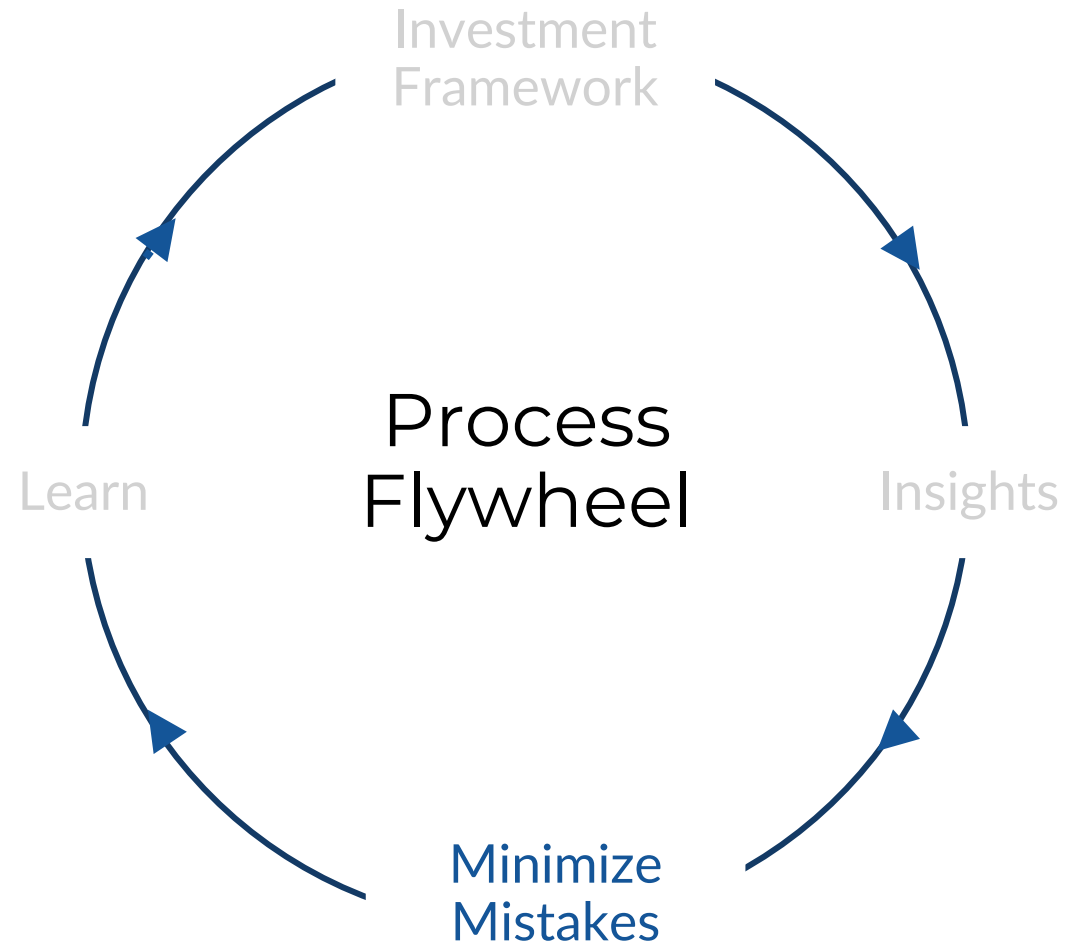 Investment
Framework
Process
Flywheel
Learn
Insights
Minimize
Mistakes